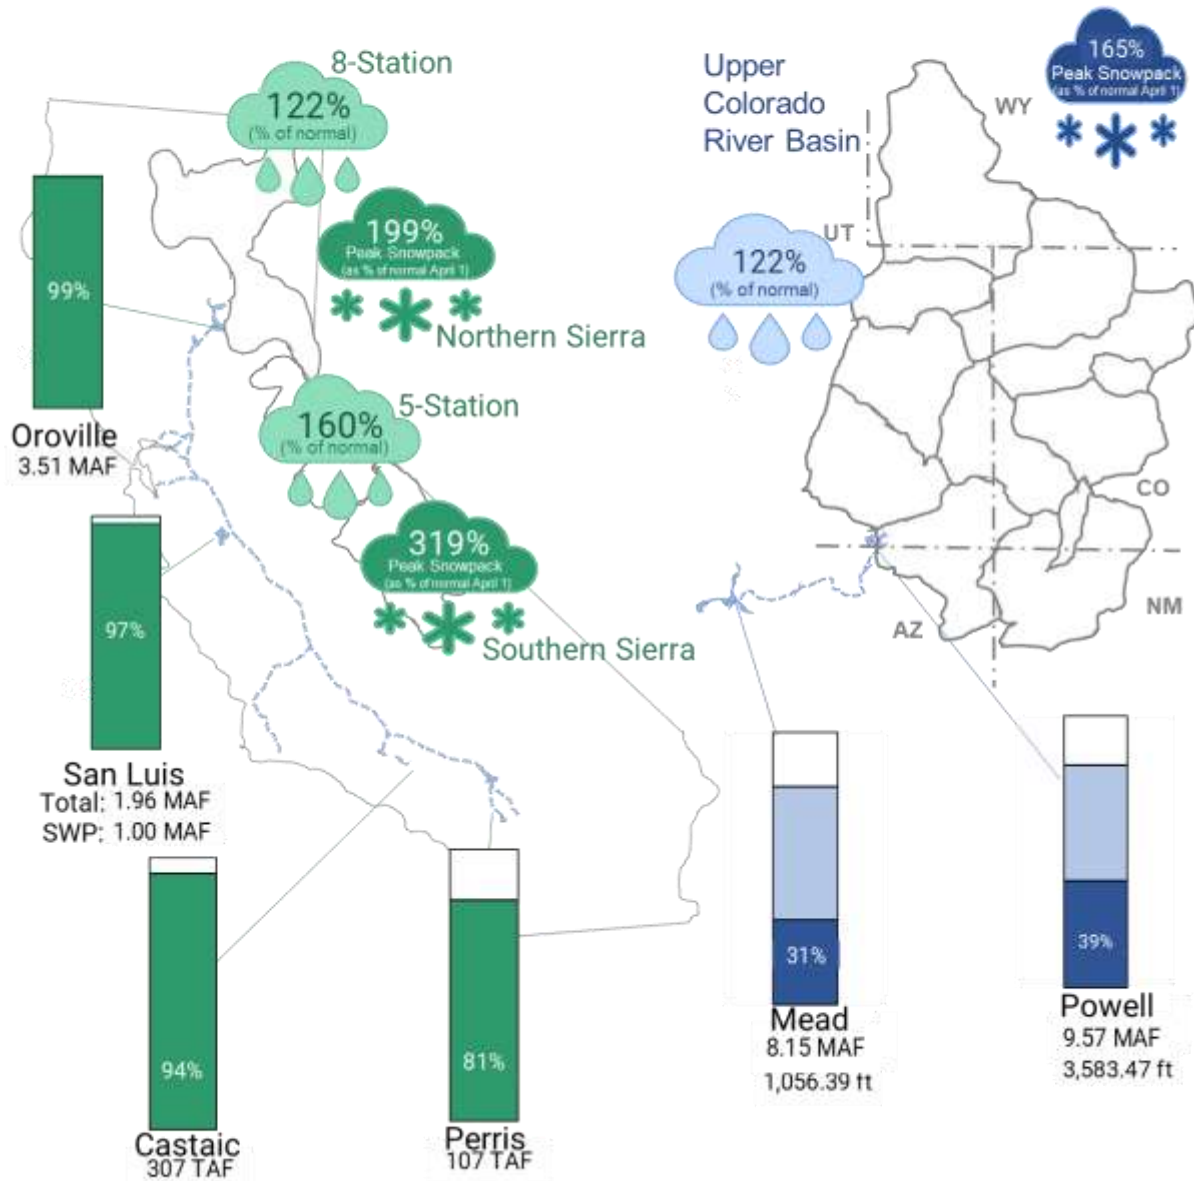 8-Station
122%
(% of normal)
199%
Peak Snowpack
(as % of normal April 1)
Northern Sierra
99%
Oroville
3.51 MAF
5-Station
160%
(% of normal)
319%
Peak Snowpack
(as % of normal April 1)
Southern Sierra
97%
San Luis
Total: 1.96 MAF
SWP: 1.00 MAF
94%
Castaic
307 TAF
81%
Perris
107 TAF
Upper
Colorado
River Basin
165%
Peak Snowpack
(as % of normal April 1)
WY
UT
122%
(% of normal)
CO
NM
AZ
31%
Mead
8.15 MAF
1,056.39 ft
39%
Powell
9.57 MAF
3,583.47 ft